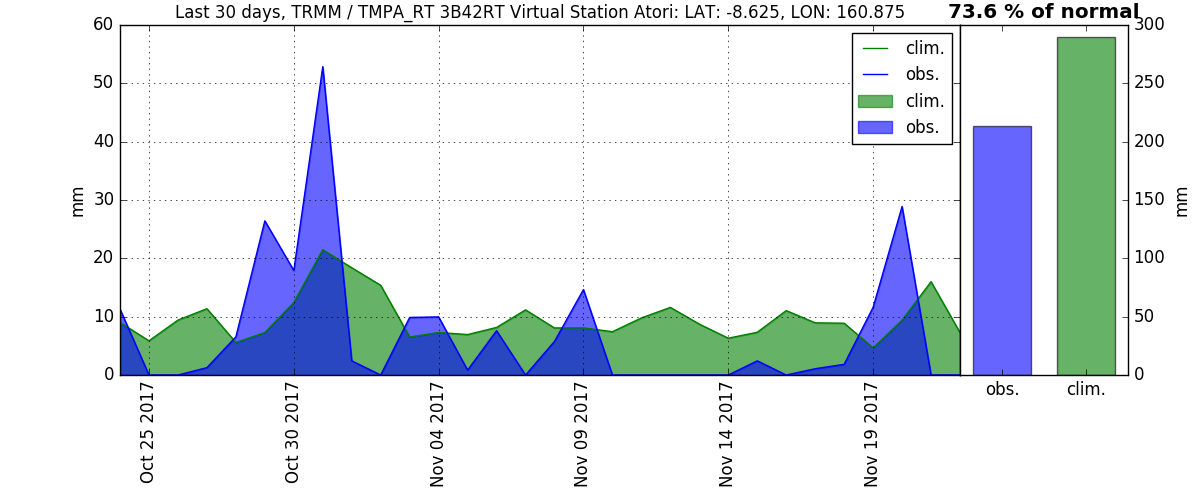 Last 30 days, TRMM / TMPA_RT 3B42RT Virtual Station Atori: LAT: -8.625, LON: 160.875
73.6 % of normal
60
50
40
30
20
10
0
mm
clim.
obs.
clim.
obs.
Oct 25 2017
Oct 30 2017
Nov 04 2017
Nov 09 2017
Nov 14 2017
Nov 19 2017
300
250
200
150
100
50
0
mm
obs.
clim.